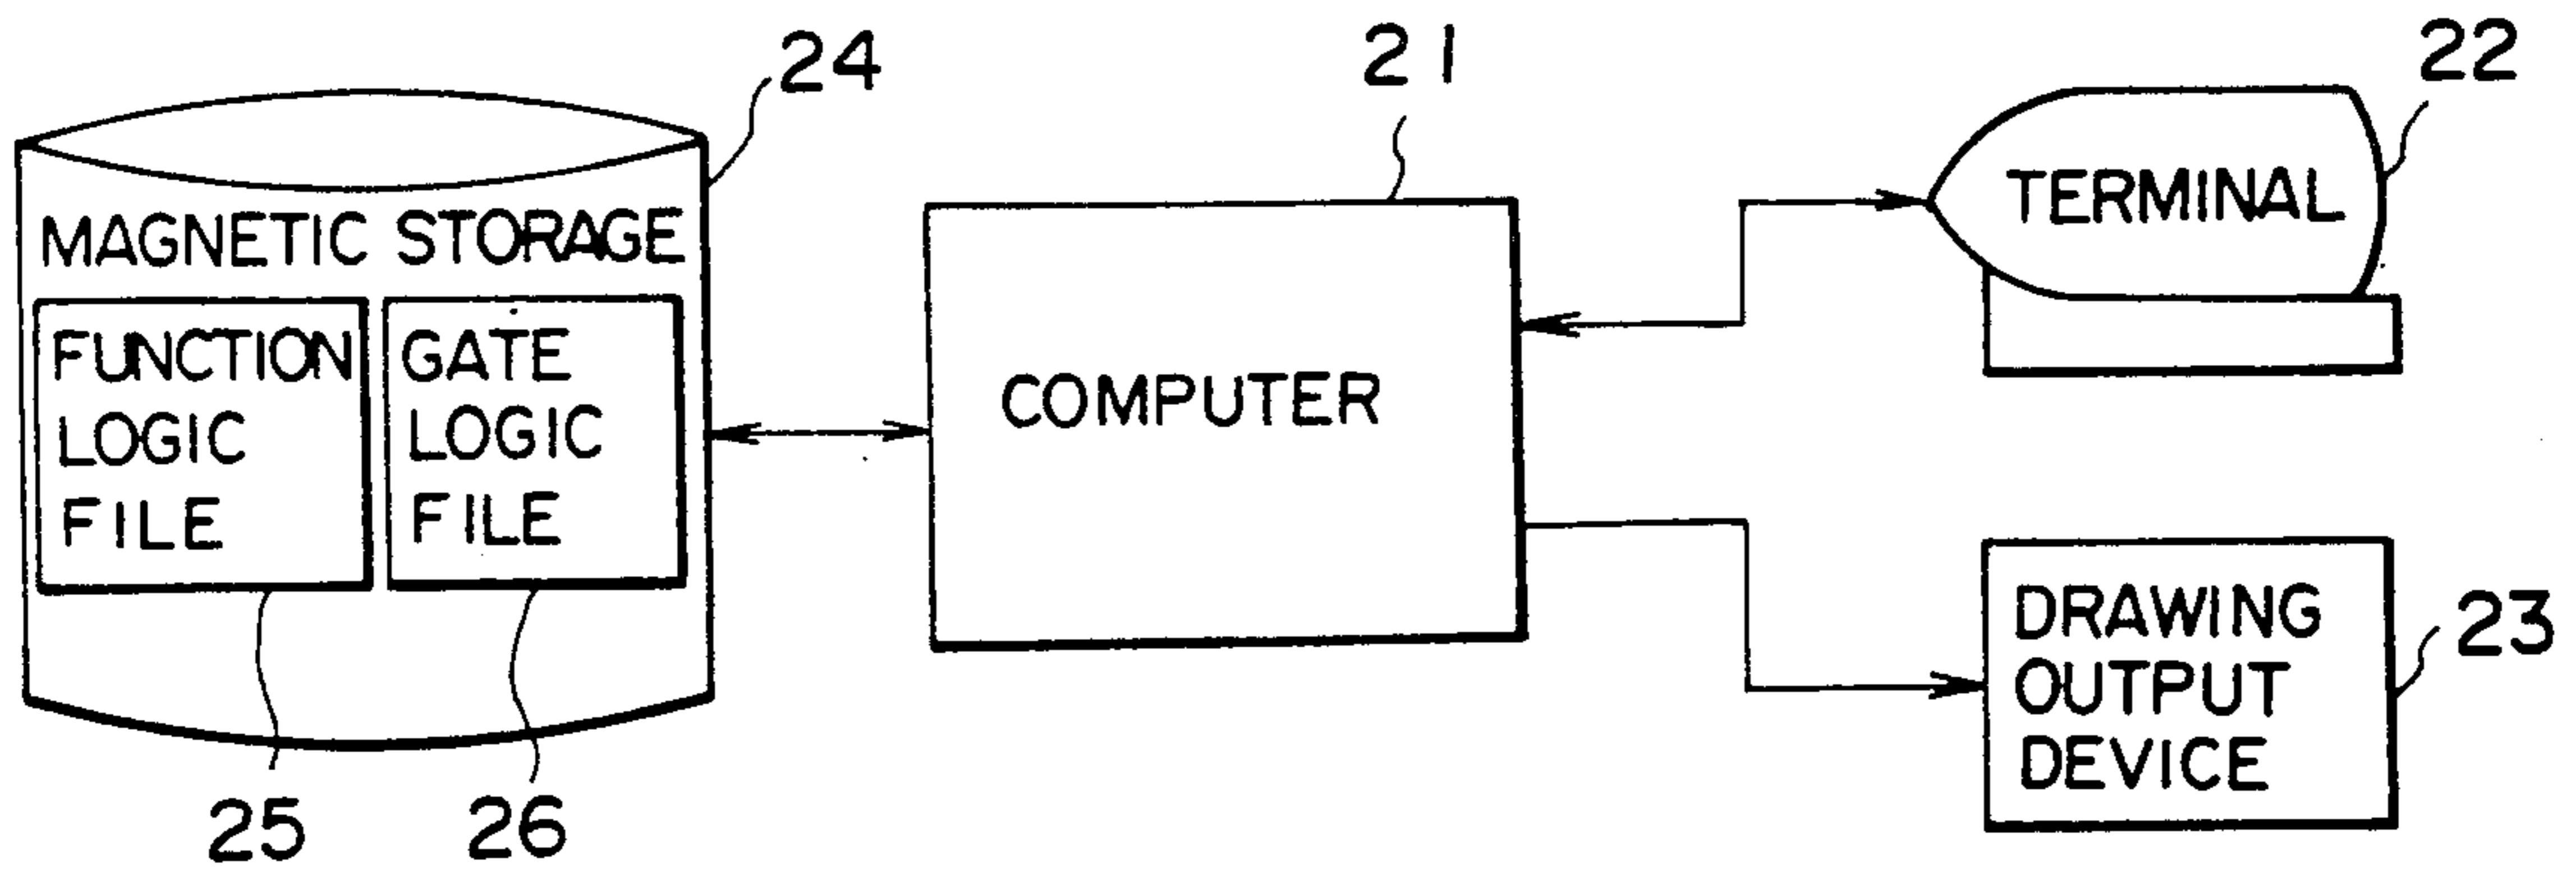 24
21
22
MAGNETIC STORAGE
FUNCTION
LOGIC
FILE
GATE
LOGIC
FILE
COMPUTER
TERMINAL
DRAWING
OUTPUT
DEVICE
23
25
26